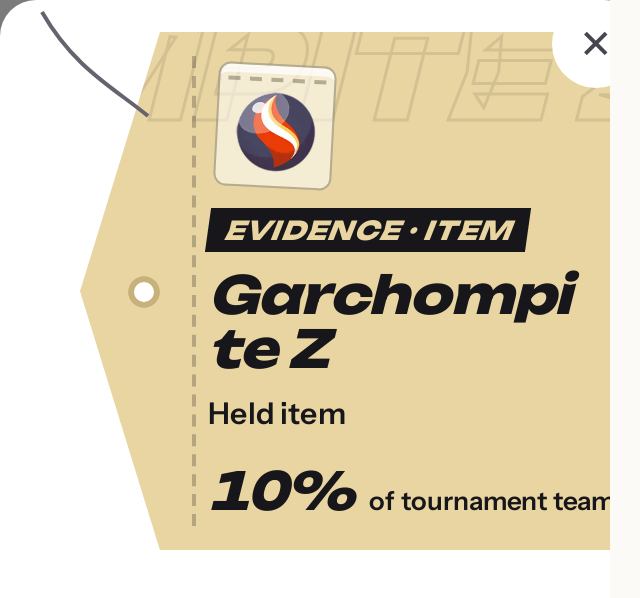 EVIDENCE · ITEM
Garchompi
te Z
Held item
10% of tournament team